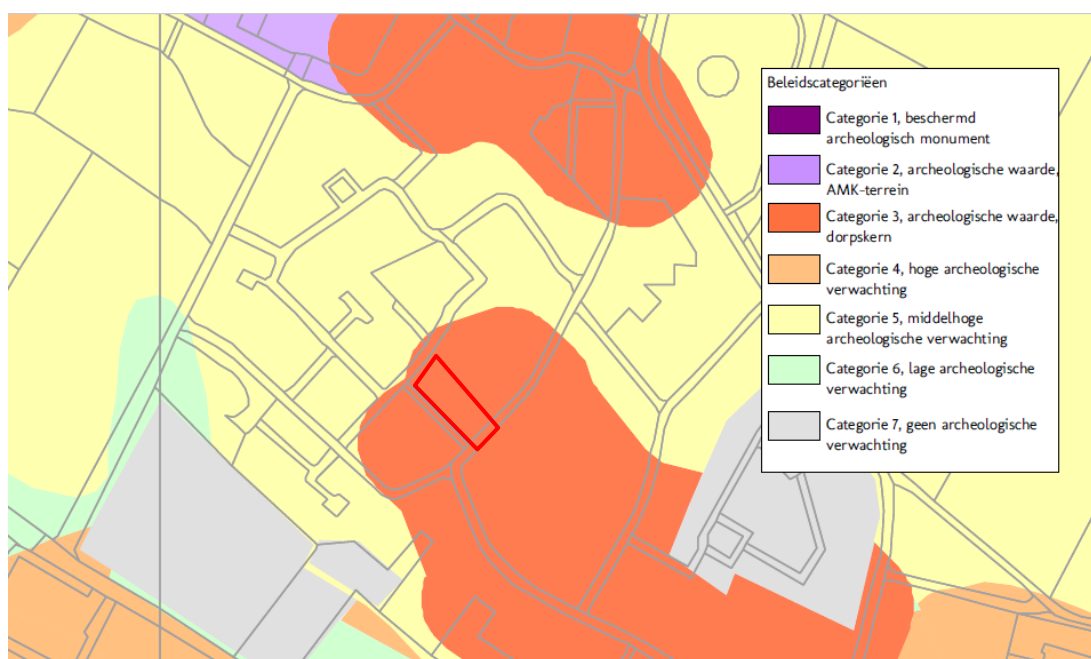 Beleidscategoriëen
Categorie 1, beschermd
archeologisch monument
Categorie 2, archeologische waarde,
AMK-terrein
Categorie 3, archeologische waarde,
dorpskern
Categorie 4, hoge archeologische
verwachting
Categorie 5, middelhoge
archeologische verwachting
Categorie 6, lage archeologische
verwachting
Categorie 7, geen archeologische
verwachting